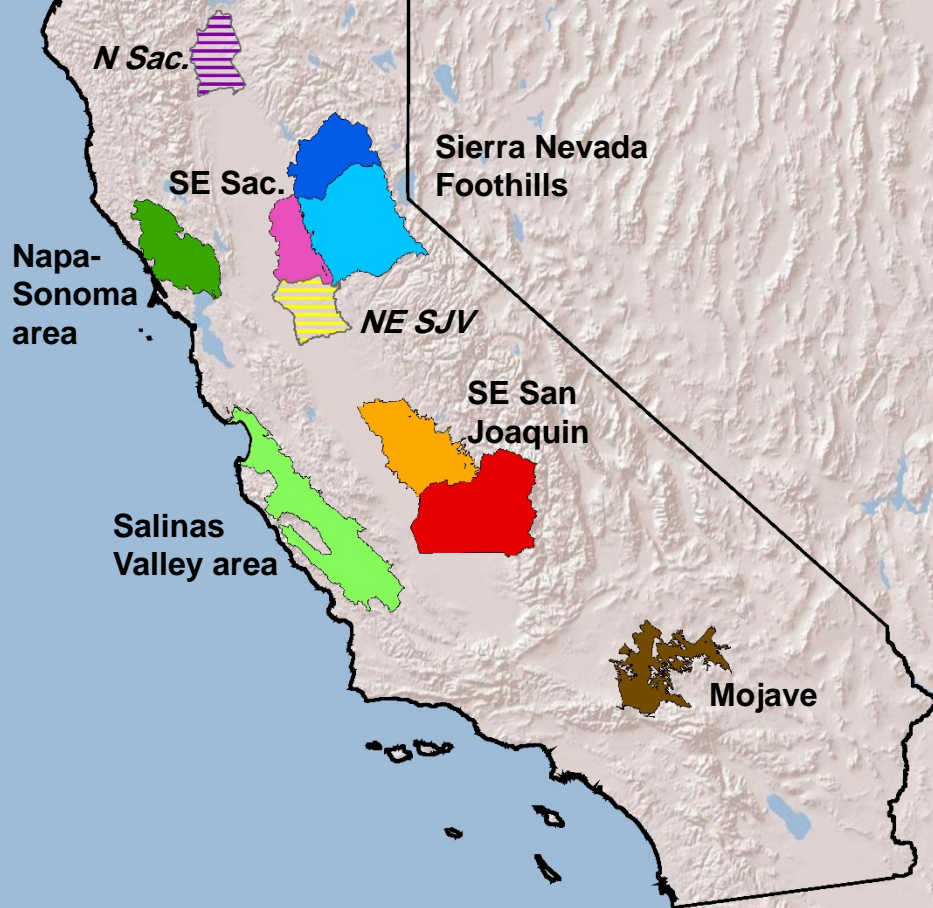 N Sac.
Sierra Nevada
Foothills
SE Sac.
Napa-
Sonoma
area
NE SJV
SE San
Joaquin
Salinas
Valley area
Mojave